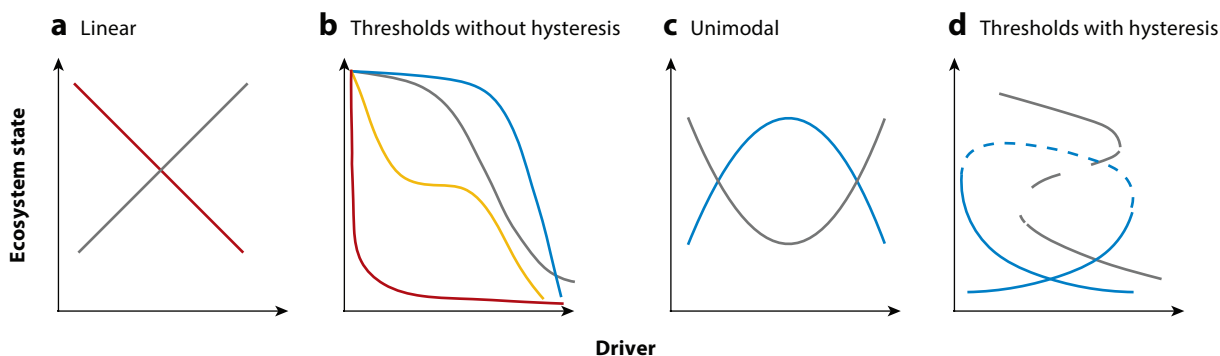 a Linear
b Thresholds without hysteresis
c Unimodal
d Thresholds with hysteresis
Ecosystem state
Driver